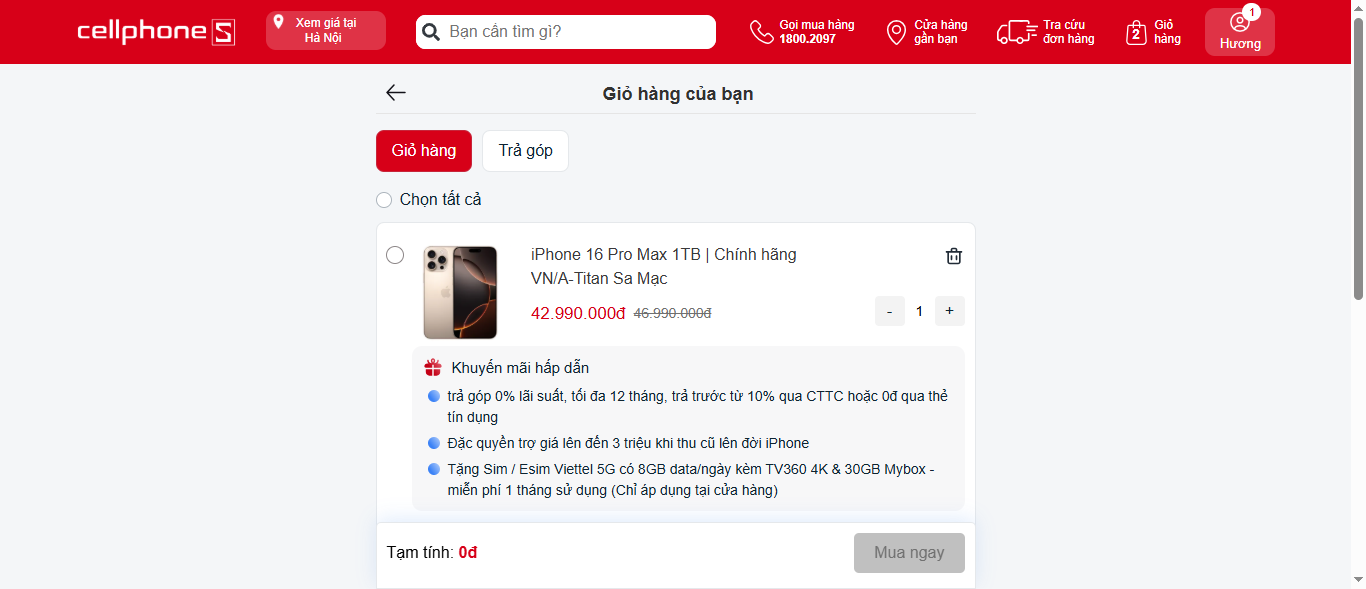 cellphoneS
Xem giá tại
Hà Nội
Bạn cần tìm gì?
Gọi mua hàng
1800.2097
Cửa hàng
gần bạn
Tra cứu
đơn hàng
2
Giỏ
hàng
1
Hương
Giỏ hàng của bạn
Giỏ hàng
Trả góp
Chọn tất cả
iPhone 16 Pro Max 1TB | Chính hãng
VN/A-Titan Sa Mạc
42.990.000đ 46.990.000đ
- 1 +
Khuyến mãi hấp dẫn
trả góp 0% lãi suất, tối đa 12 tháng, trả trước từ 10% qua CTTC hoặc 0đ qua thẻ
tín dụng
Đặc quyền trợ giá lên đến 3 triệu khi thu cũ lên đời iPhone
Tặng Sim / Esim Viettel 5G có 8GB data/ngày kèm TV360 4K & 30GB Mybox -
miễn phí 1 tháng sử dụng (Chỉ áp dụng tại cửa hàng)
Tạm tính: 0đ
Mua ngay